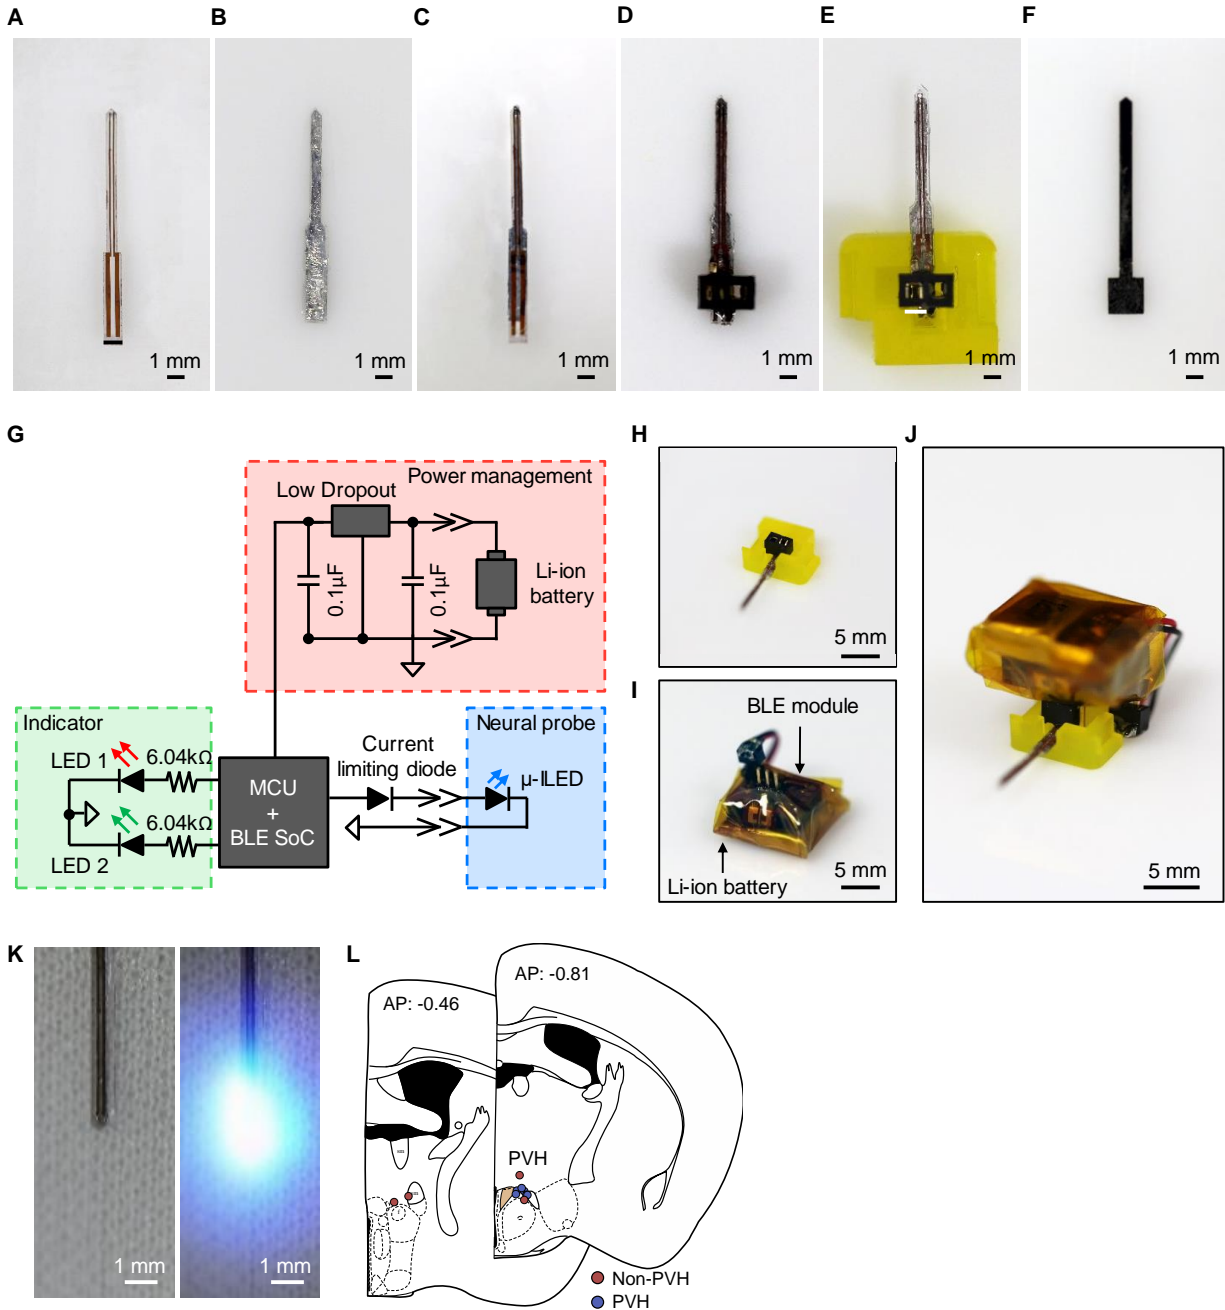 A
B
C
D
E
F
1 mm
1 mm
1 mm
1 mm
1 mm
1 mm
G
Power management
Low Dropout
0.1µF
0.1µF
Li-ion
battery
Indicator
LED 1
6.04kΩ
6.04kΩ
LED 2
MCU
+
BLE SoC
Current
limiting diode
Neural probe
µ-ILED
H
5 mm
I
BLE module
Li-ion battery
5 mm
J
5 mm
K
1 mm
1 mm
L
AP: -0.46
AP: -0.81
PVH
Non-PVH
PVH